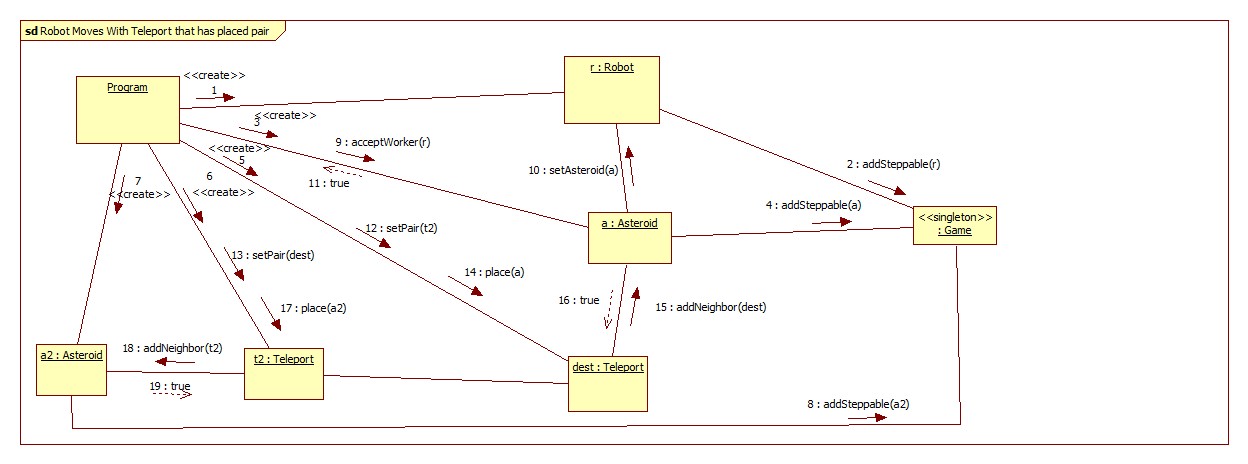 sd Robot Moves With Teleport that has placed pair
r : Robot
<<create>>
1
Program
<<create>>
3
9 : acceptWorker(r)
<<create>>
5
2 : addSteppable(r)
10 : setAsteroid(a)
6
7
11 : true
<<create>>
<<create>>
4 : addSteppable(a)
<<singleton>>
: Game
a : Asteroid
12 : setPair(t2)
13 : setPair(dest)
14 : place(a)
16 : true
15 : addNeighbor(dest)
17 : place(a2)
18 : addNeighbor(t2)
a2 : Asteroid
t2 : Teleport
dest : Teleport
19 : true
8 : addSteppable(a2)